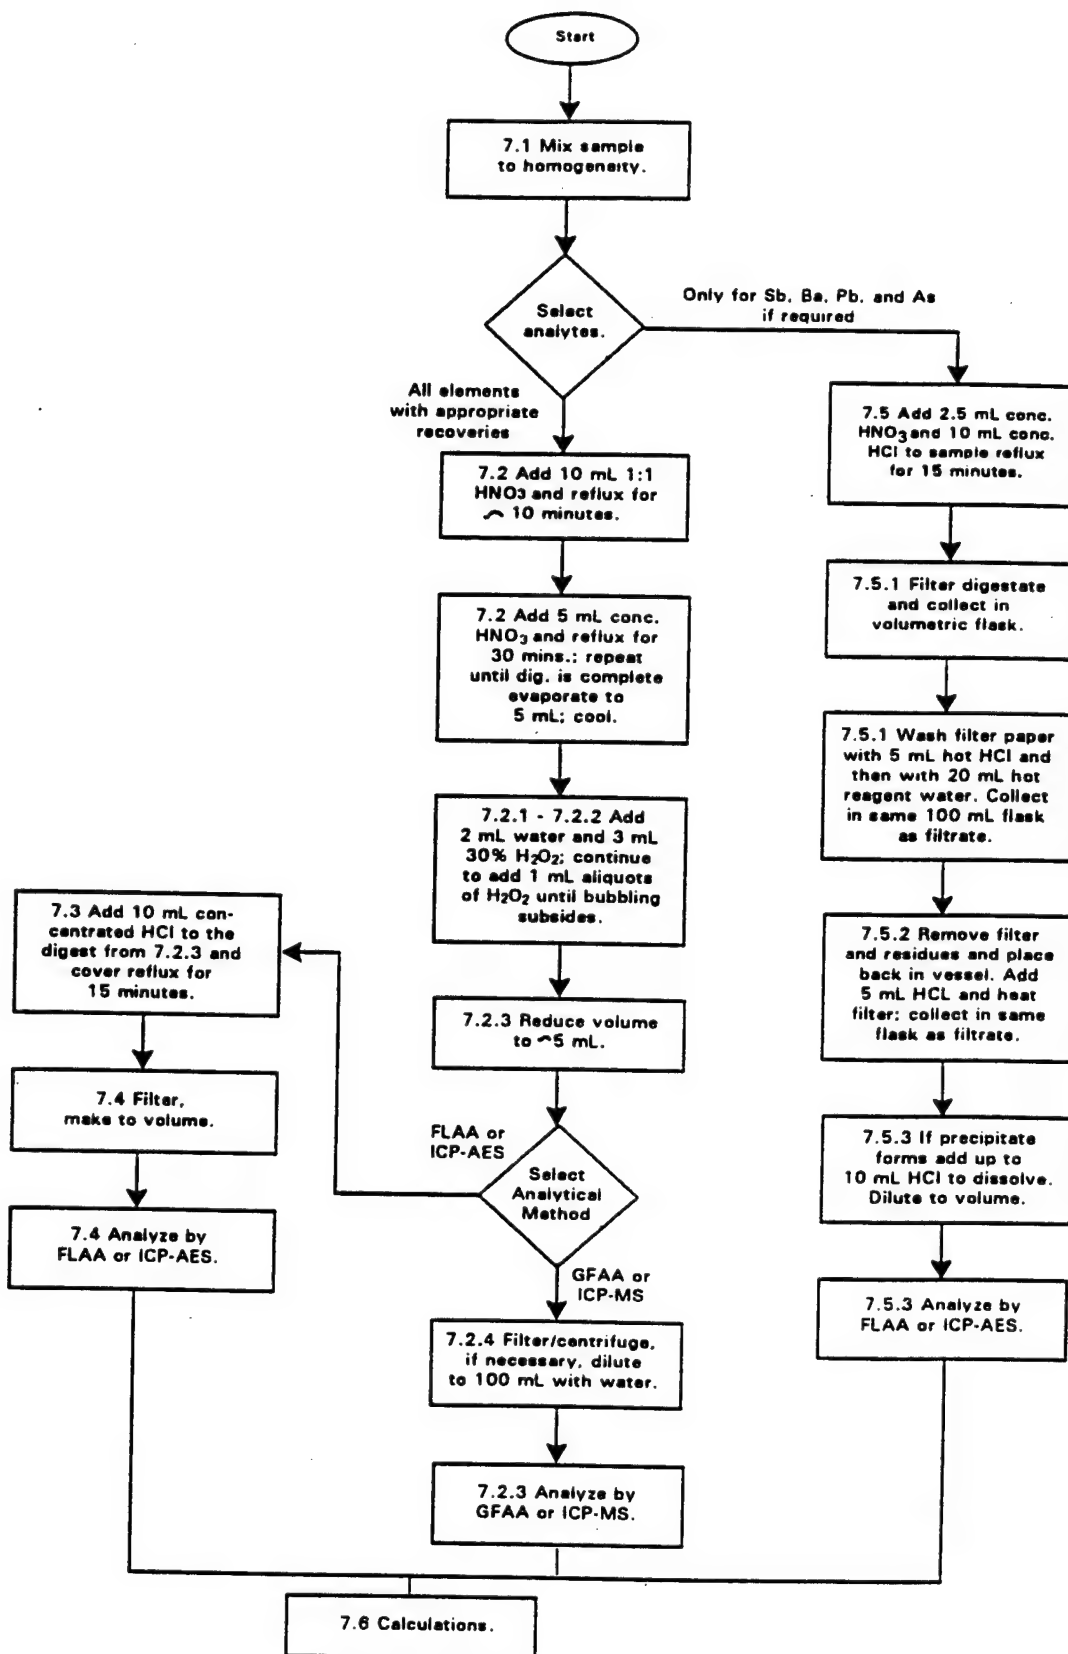 Start
7.1 Mix sample
to homogeneity.
Select
analytes.
Only for Sb, Ba, Pb, and As
if required
All elements
with appropriate
recoveries
7.2 Add 10 mL 1:1
HNO3 and reflux for
~ 10 minutes.
7.2 Add 5 mL conc.
HNO3 and reflux for
30 mins.; repeat
until dig. is complete
evaporate to
5 mL; cool.
7.2.1 - 7.2.2 Add
2 mL water and 3 mL
30% H2O2; continue
to add 1 mL aliquots
of H2O2 until bubbling
subsides.
7.2.3 Reduce volume
to ~5 mL.
FLAA or
ICP-AES
Select
Analytical
Method
7.3 Add 10 mL con-
centrated HCl to the
digest from 7.2.3 and
cover reflux for
15 minutes.
7.4 Filter,
make to volume.
7.4 Analyze by
FLAA or ICP-AES.
GFAA or
ICP-MS
7.2.4 Filter/centrifuge,
if necessary, dilute
to 100 mL with water.
7.2.3 Analyze by
GFAA or ICP-MS.
7.5 Add 2.5 mL conc.
HNO3 and 10 mL conc.
HCl to sample reflux
for 15 minutes.
7.5.1 Filter digestate
and collect in
volumetric flask.
7.5.1 Wash filter paper
with 5 mL hot HCl and
then with 20 mL hot
reagent water. Collect
in same 100 mL flask
as filtrate.
7.5.2 Remove filter
and residues and place
back in vessel. Add
5 mL HCL and heat
filter; collect in same
flask as filtrate.
7.5.3 If precipitate
forms add up to
10 mL HCl to dissolve.
Dilute to volume.
7.5.3 Analyze by
FLAA or ICP-AES.
7.6 Calculations.